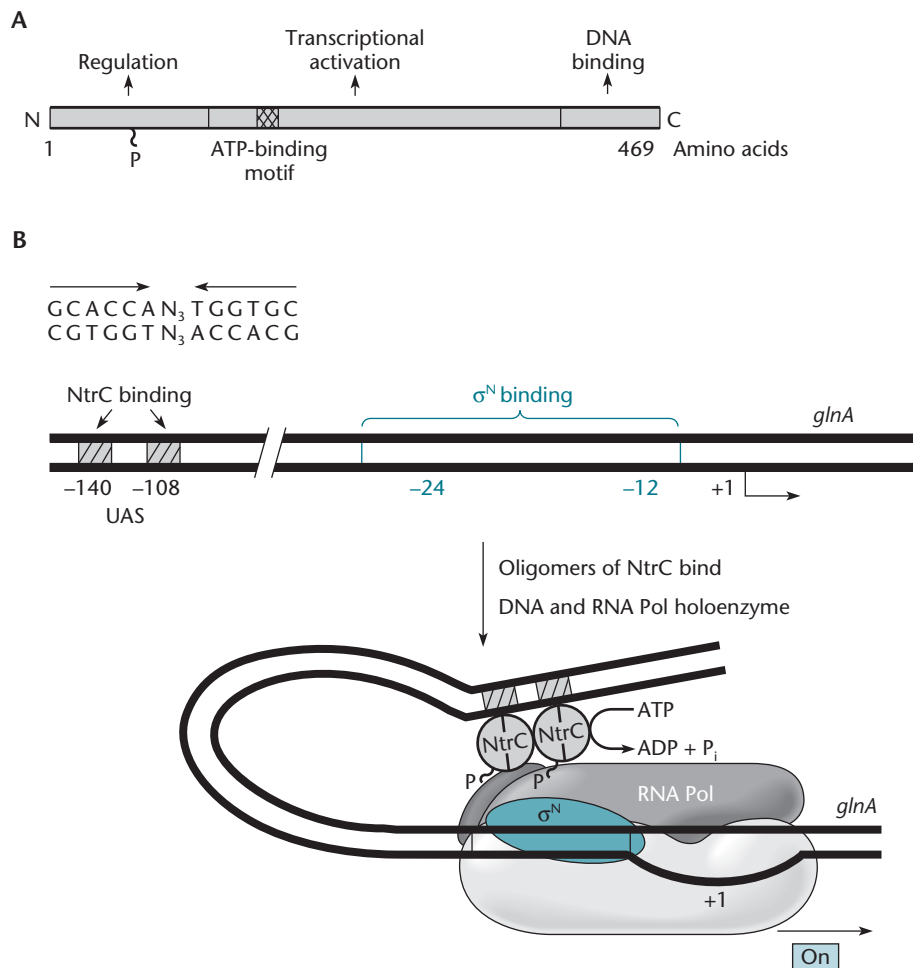 A
Regulation
Transcriptional
activation
DNA
binding
N
C
1
P
ATP-binding
motif
469
Amino acids
B
G C A C C A N₃ T G G T G C
C G T G G T N₃ A C C A C G
NtrC binding
σᴺ binding
glnA
–140
–108
–24
–12
+1
UAS
Oligomers of NtrC bind
DNA and RNA Pol holoenzyme
NtrC
NtrC
ATP
ADP + Pᵢ
P
P
RNA Pol
σᴺ
glnA
+1
On